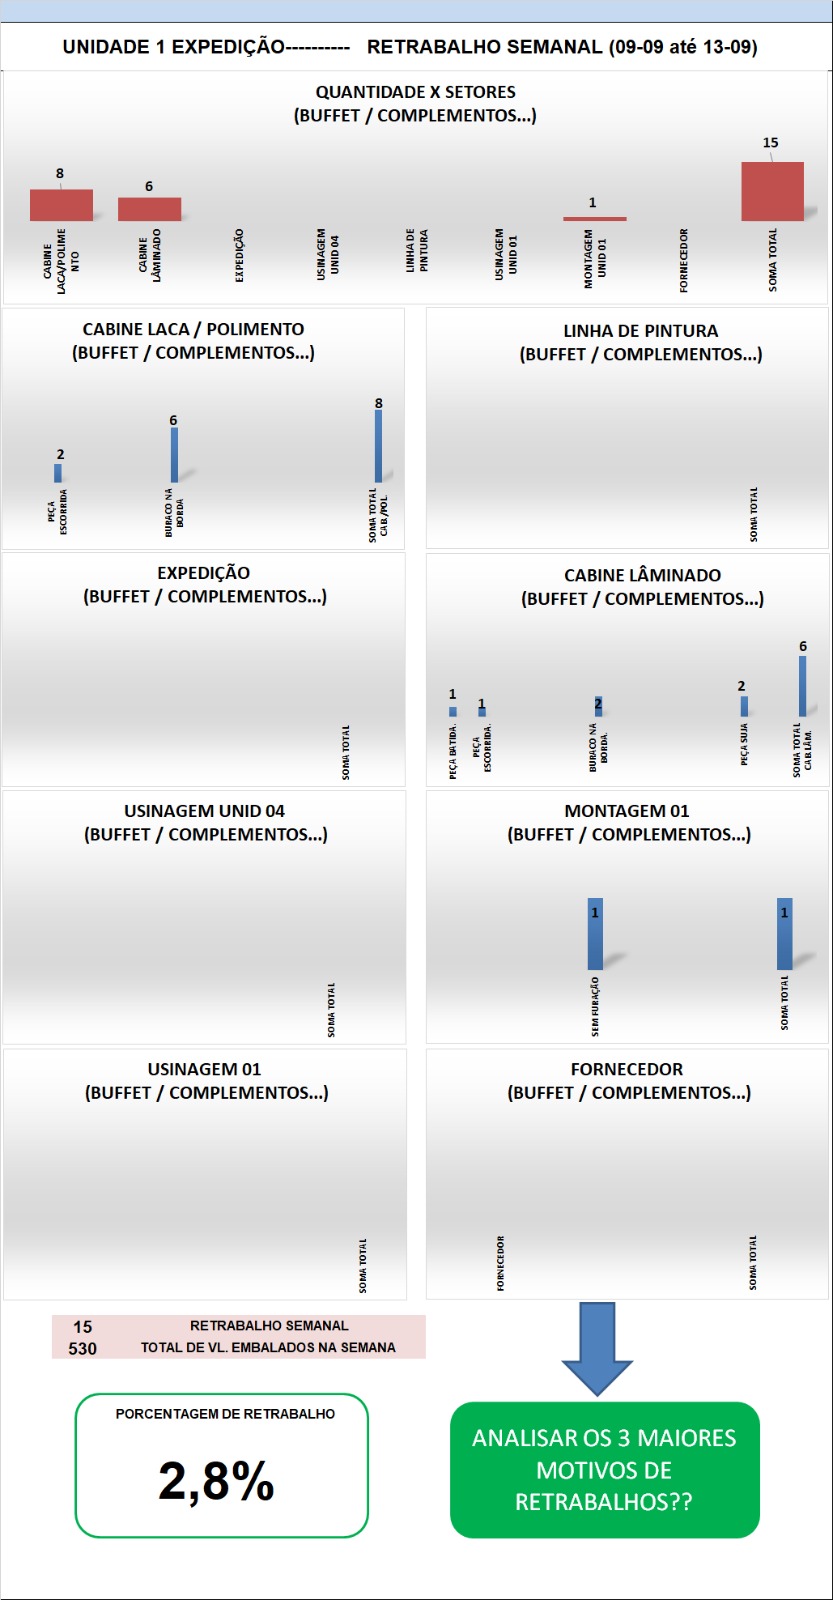 UNIDADE 1 EXPEDIÇÃO---------- RETRABALHO SEMANAL (09-09 até 13-09)
QUANTIDADE X SETORES
(BUFFET / COMPLEMENTOS...)
8
6
1
15
CABINE
LACA/POLIME
NTO
CABINE
LÂMINADO
EXPEDIÇÃO
USINAGEM
UNID 04
LINHA DE
PINTURA
USINAGEM
UNID 01
MONTAGEM
UNID 01
FORNECEDOR
SOMA TOTAL
CABINE LACA / POLIMENTO
(BUFFET / COMPLEMENTOS...)
2
6
8
PEÇA
ESCORRIDA
BURACO NA
BORDA
SOMA TOTAL
CAB./POL.
LINHA DE PINTURA
(BUFFET / COMPLEMENTOS...)
SOMA TOTAL
EXPEDIÇÃO
(BUFFET / COMPLEMENTOS...)
SOMA TOTAL
CABINE LÂMINADO
(BUFFET / COMPLEMENTOS...)
1
1
2
2
6
PEÇA BATIDA.
PEÇA
ESCORRIDA.
BURACO NA
BORDA.
PEÇA SUJA
SOMA TOTAL
CAB.LÂM.
USINAGEM UNID 04
(BUFFET / COMPLEMENTOS...)
SOMA TOTAL
MONTAGEM 01
(BUFFET / COMPLEMENTOS...)
1
1
SEM FURAÇÃO
SOMA TOTAL
USINAGEM 01
(BUFFET / COMPLEMENTOS...)
SOMA TOTAL
FORNECEDOR
(BUFFET / COMPLEMENTOS...)
FORNECEDOR
SOMA TOTAL
15 RETRABALHO SEMANAL
530 TOTAL DE VL. EMBALADOS NA SEMANA
PORCENTAGEM DE RETRABALHO
2,8%
ANALISAR OS 3 MAIORES
MOTIVOS DE
RETRABALHOS??